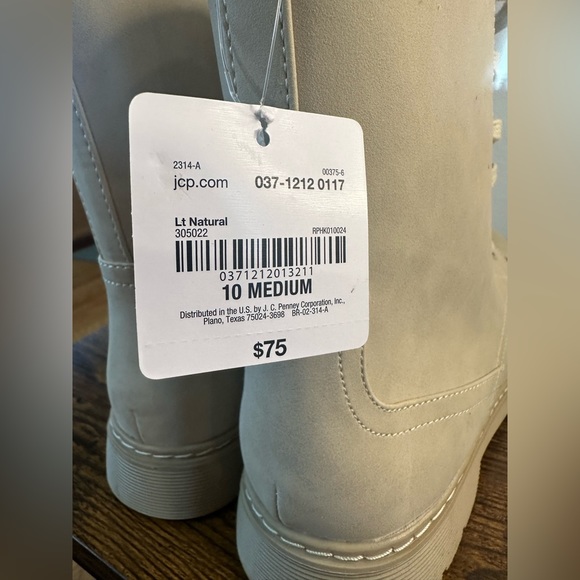 2314-A
00375-6
jcp.com 037-1212 0117
Lt Natural
305022 RPHK010024
0371212013211
10 MEDIUM
Distributed in the U.S. by J. C. Penney Corporation, Inc.,
Plano, Texas 75024-3698 BR-02-314-A
$75